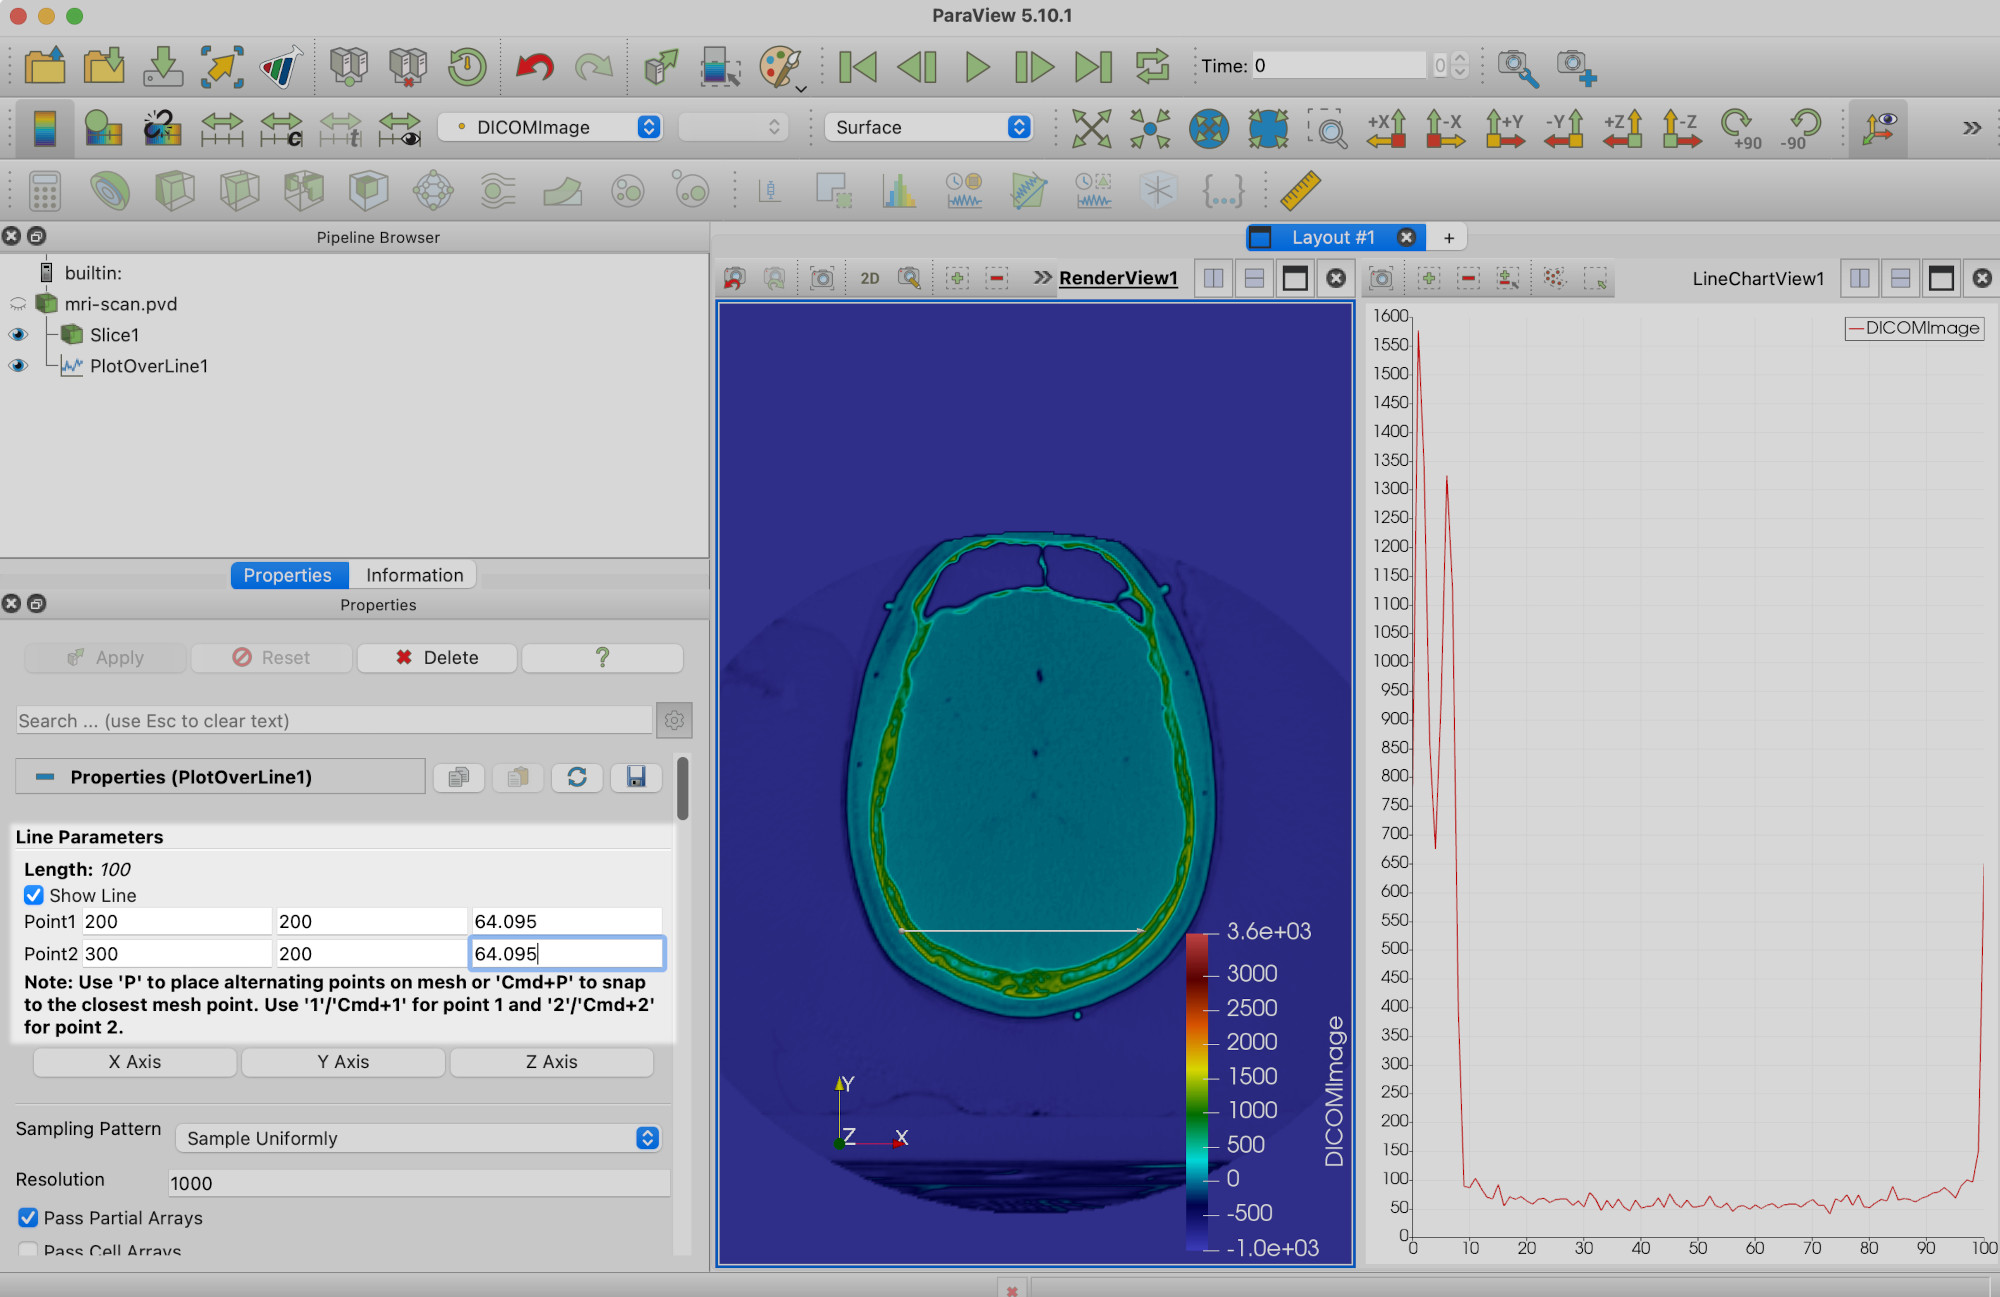 ParaView 5.10.1
Time: 0
0
DICOMImage
Surface
+X
-X
+Y
-Y
+Z
-Z
+90
-90
Pipeline Browser
Layout #1
+
builtin:
mri-scan.pvd
Slice1
PlotOverLine1
2D
RenderView1
LineChartView1
Properties
Information
Properties
Apply
Reset
Delete
?
Search ... (use Esc to clear text)
Properties (PlotOverLine1)
Line Parameters
Length: 100
Show Line
Point1 200 200 64.095
Point2 300 200 64.095
Note: Use 'P' to place alternating points on mesh or 'Cmd+P' to snap
to the closest mesh point. Use '1'/'Cmd+1' for point 1 and '2'/'Cmd+2'
for point 2.
X Axis
Y Axis
Z Axis
Sampling Pattern
Sample Uniformly
Resolution
1000
Pass Partial Arrays
Pass Cell Arrays
Y
Z
X
3.6e+03
3000
2500
2000
1500
1000
500
0
-500
-1.0e+03
DICOMImage
DICOMImage
1600
1550
1500
1450
1400
1350
1300
1250
1200
1150
1100
1050
1000
950
900
850
800
750
700
650
600
550
500
450
400
350
300
250
200
150
100
50
0
0 10 20 30 40 50 60 70 80 90 100